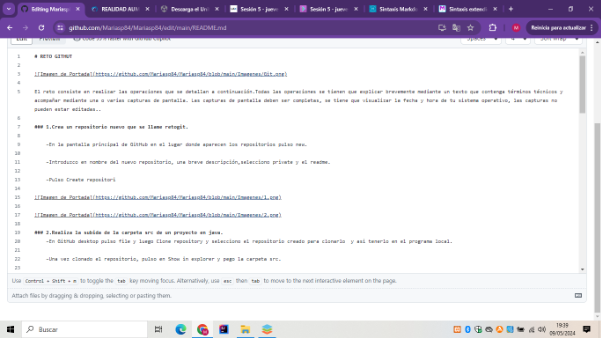 Editing Mariasp
REALIDAD AUM
Descarga el Uni
Sesión 5 - jueve
Sesión 5 - jueve
Sintaxis Markdo
Sintaxis extendi
github.com/Mariasp84/Mariasp84/edit/main/README.md
Reinicia para actualizar
Edit
Preview
Code 55% faster with GitHub Copilot
Spaces
Soft wrap
1 # RETO GITHUT
2
3 ![Imagen de Portada](https://github.com/Mariasp84/Mariasp84/blob/main/Imagenes/Git.png)
4
5 El reto consiste en realizar las operaciones que se detallan a continuación.Todas las operaciones se tienen que explicar brevemente mediante un texto que contenga términos técnicos y
acompañar mediante una o varias capturas de pantalla. Las capturas de pantalla deben ser completas, se tiene que visualizar la fecha y hora de tu sistema operativo, las capturas no
pueden estar editadas..
6
7 ### 1.Crea un repositorio nuevo que se llame retogit.
8
9 -En la pantalla principal de GitHub en el lugar donde aparecen los repositorios pulso new.
10
11 -Introduzco en nombre del nuevo repositorio, una breve descripción,selecciono private y el readme.
12
13 -Pulso Create repositori
14
15 ![Imagen de Portada](https://github.com/Mariasp84/Mariasp84/blob/main/Imagenes/1.png)
16
17 ![Imagen de Portada](https://github.com/Mariasp84/Mariasp84/blob/main/Imagenes/2.png)
18
19 ### 2.Realiza la subida de la carpeta src de un proyecto en java.
20 -En GitHub desktop pulso file y luego Clone repository y selecciono el repositorio creado para clonarlo y asi tenerlo en el programa local.
21
22 -Una vez clonado el repositorio, pulso en Show in explorer y pego la carpeta src.
23
Use Control + Shift + m to toggle the tab key moving focus. Alternatively, use esc then tab to move to the next interactive element on the page.
Attach files by dragging & dropping, selecting or pasting them.
Buscar
19:39
09/05/2024